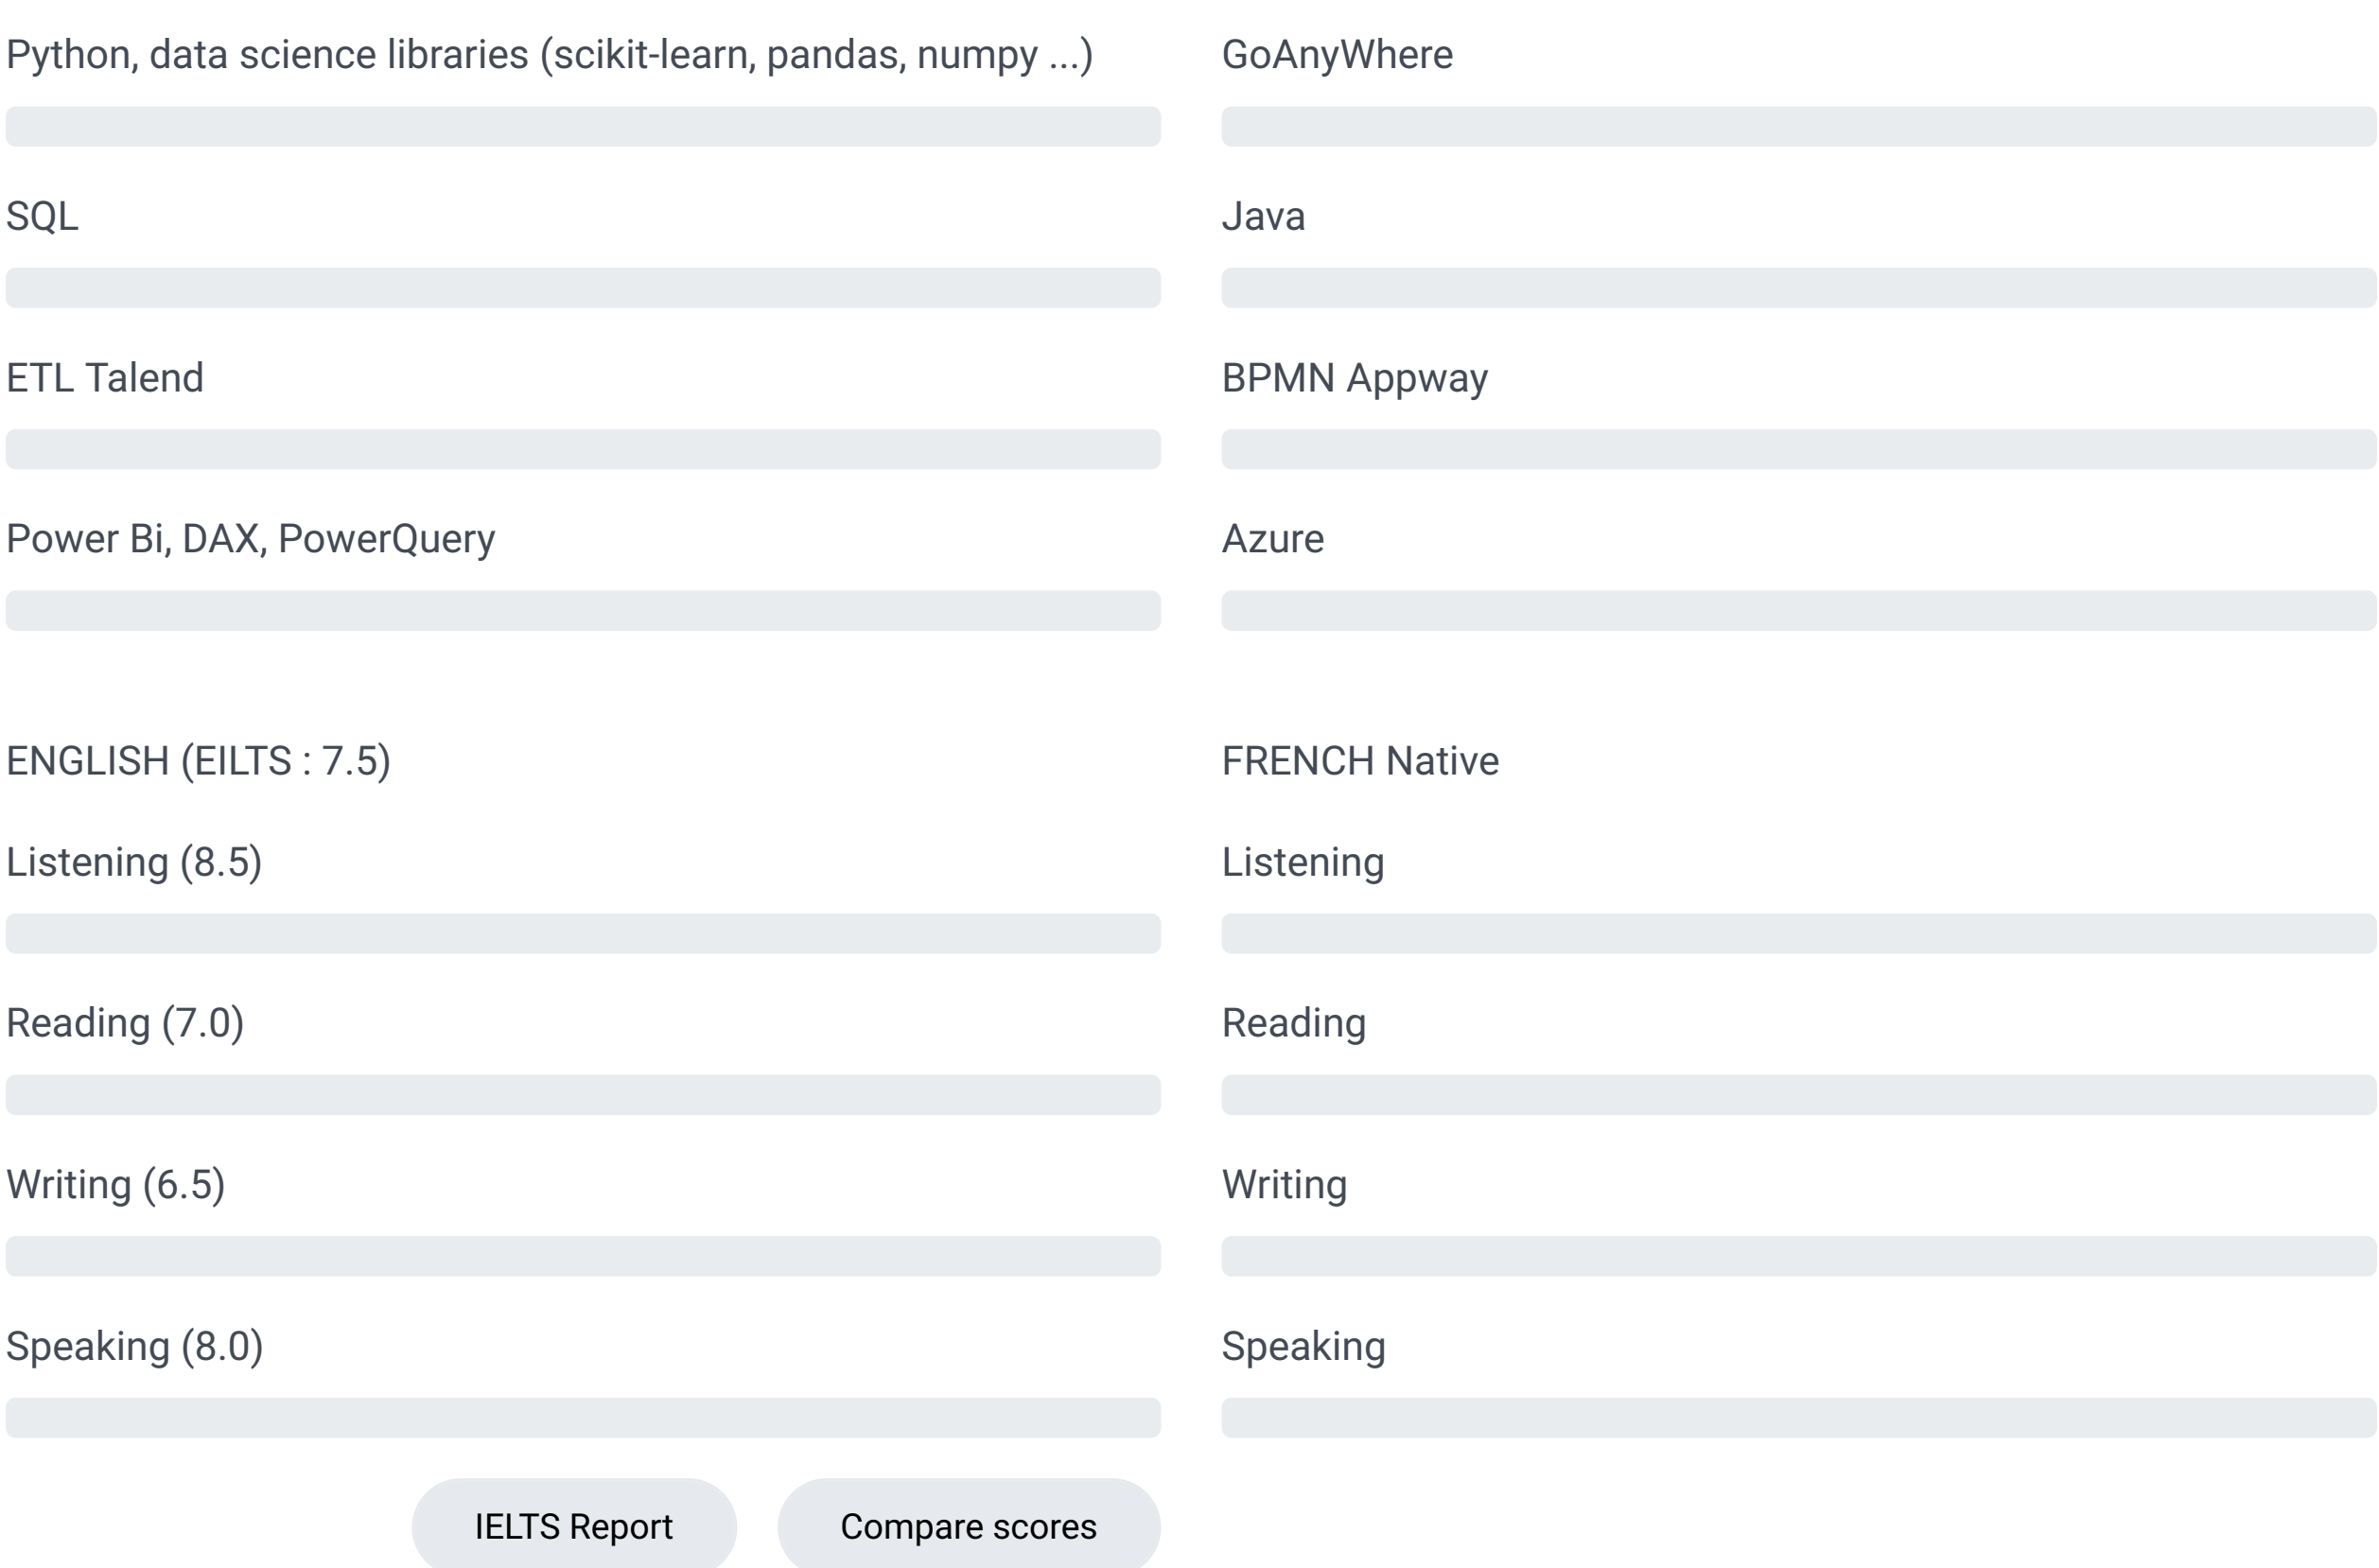 Python, data science libraries (scikit-learn, pandas, numpy ...)
SQL
ETL Talend
Power Bi, DAX, PowerQuery
GoAnyWhere
Java
BPMN Appway
Azure
ENGLISH (EILTS : 7.5)
Listening (8.5)
Reading (7.0)
Writing (6.5)
Speaking (8.0)
IELTS Report
Compare scores
FRENCH Native
Listening
Reading
Writing
Speaking